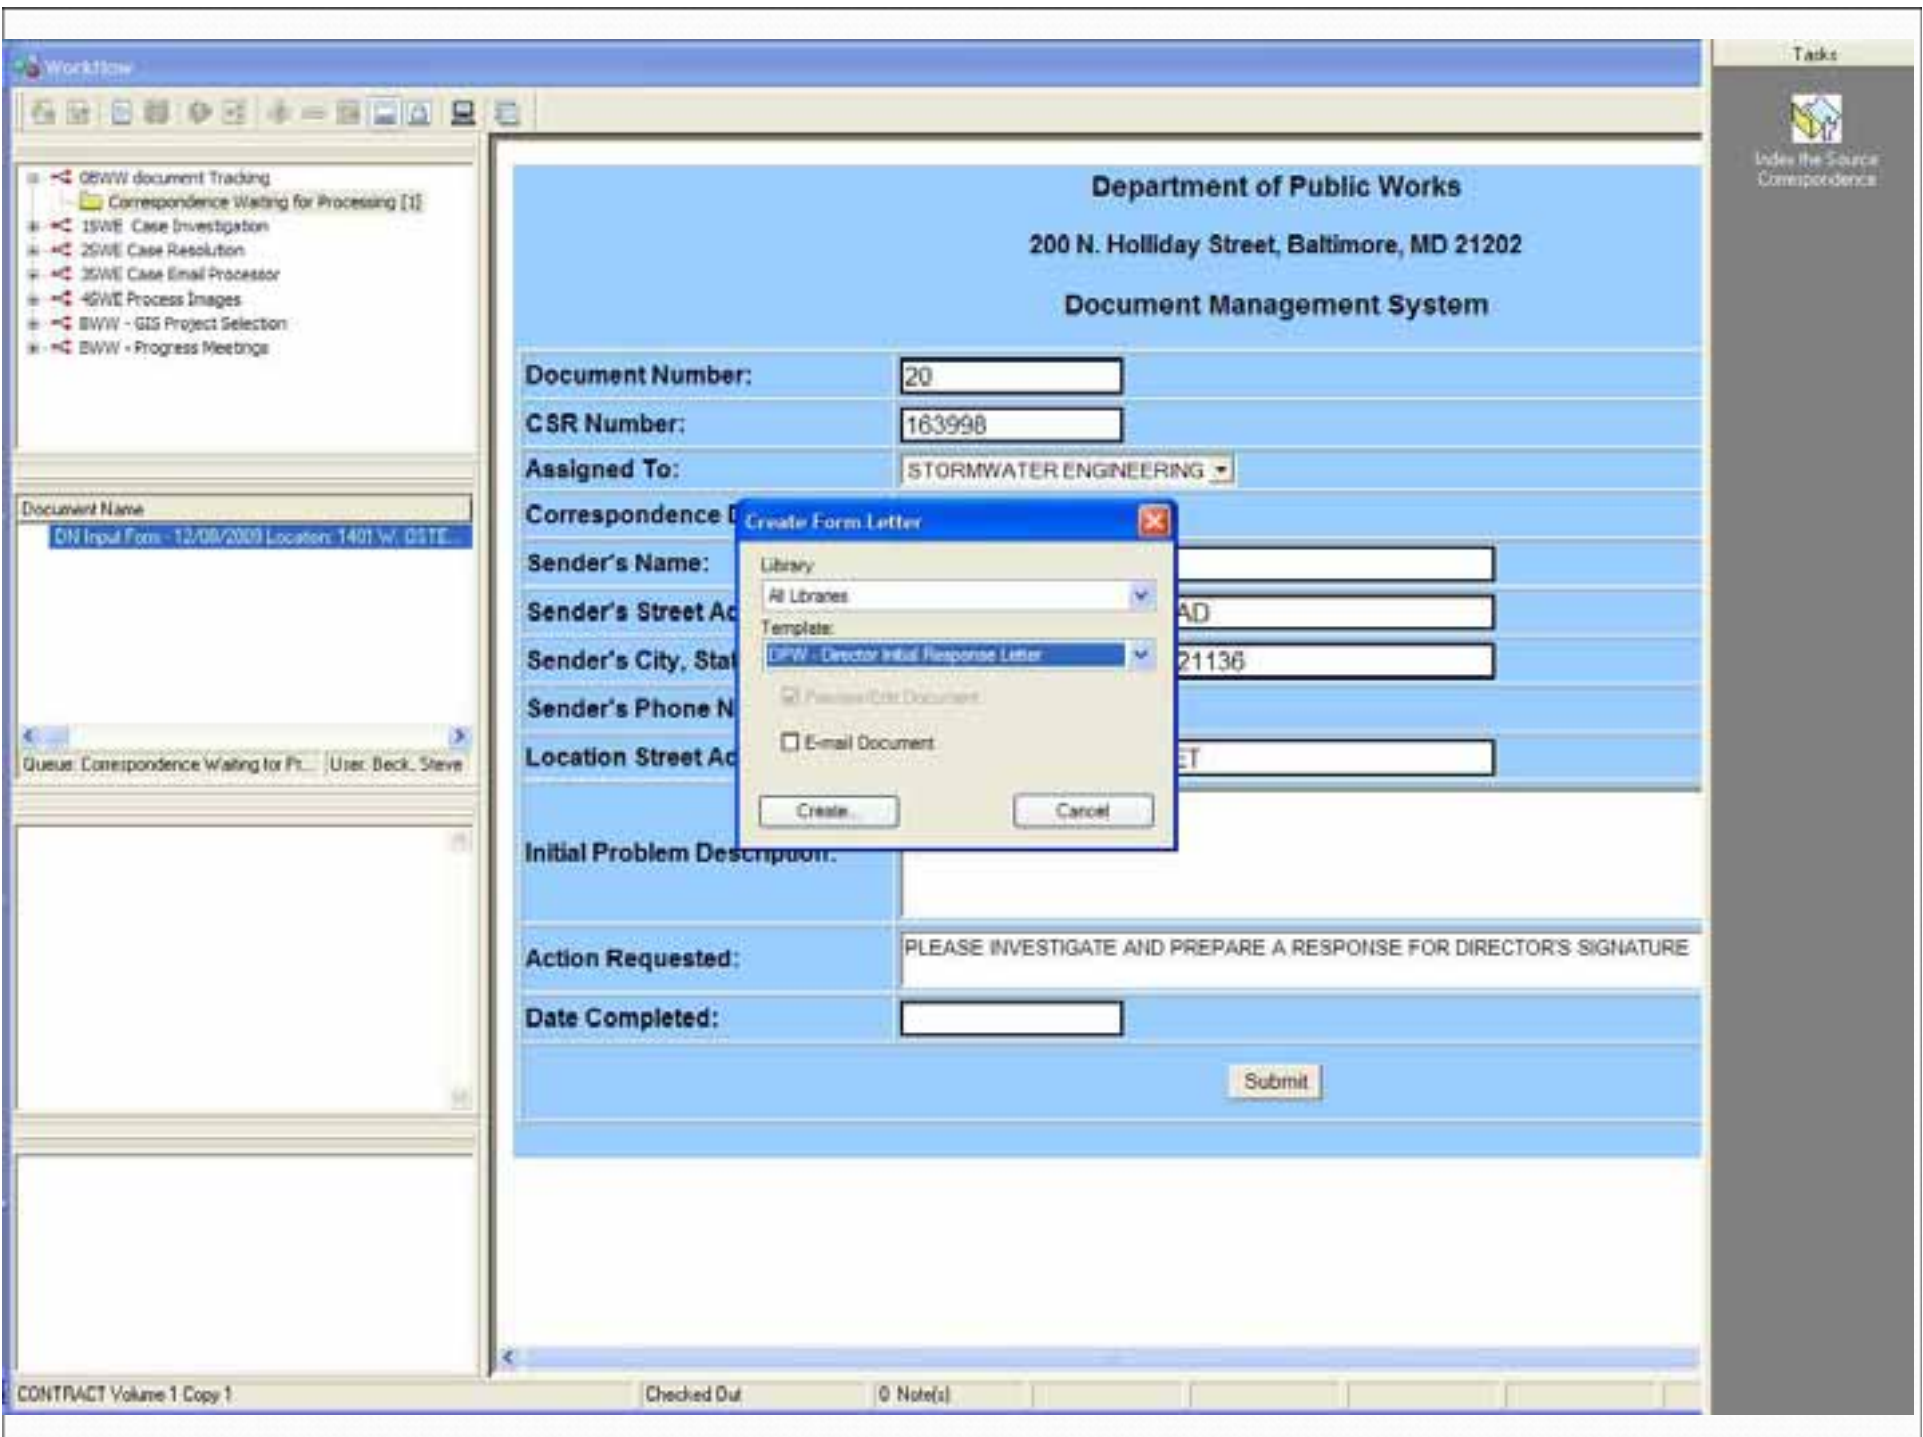 Workflow
Tasks
Index the Source
Correspondence
0BWW document Tracking
Correspondence Waiting for Processing [1]
1SWE Case Investigation
2SWE Case Resolution
3SWE Case Email Processor
4SWE Process Images
BWW - GIS Project Selection
BWW - Progress Meetings
Document Name
DN Input Form - 12/08/2009 Location: 1401 W. OSTE...
Queue: Correspondence Waiting for Pr... User: Beck, Steve
Department of Public Works
200 N. Holliday Street, Baltimore, MD 21202
Document Management System
Document Number: 20
CSR Number: 163998
Assigned To: STORMWATER ENGINEERING
Correspondence D
Sender's Name:
Sender's Street Ad AD
Sender's City, Stat 21136
Sender's Phone N
Location Street Ad ET
Initial Problem Description:
Action Requested: PLEASE INVESTIGATE AND PREPARE A RESPONSE FOR DIRECTOR'S SIGNATURE
Date Completed:
Submit
Create Form Letter
Library
All Libraries
Template:
DPW - Director Initial Response Letter
Preview/Edit Document
E-mail Document
Create...
Cancel
CONTRACT Volume 1 Copy 1
Checked Out
0 Note(s)